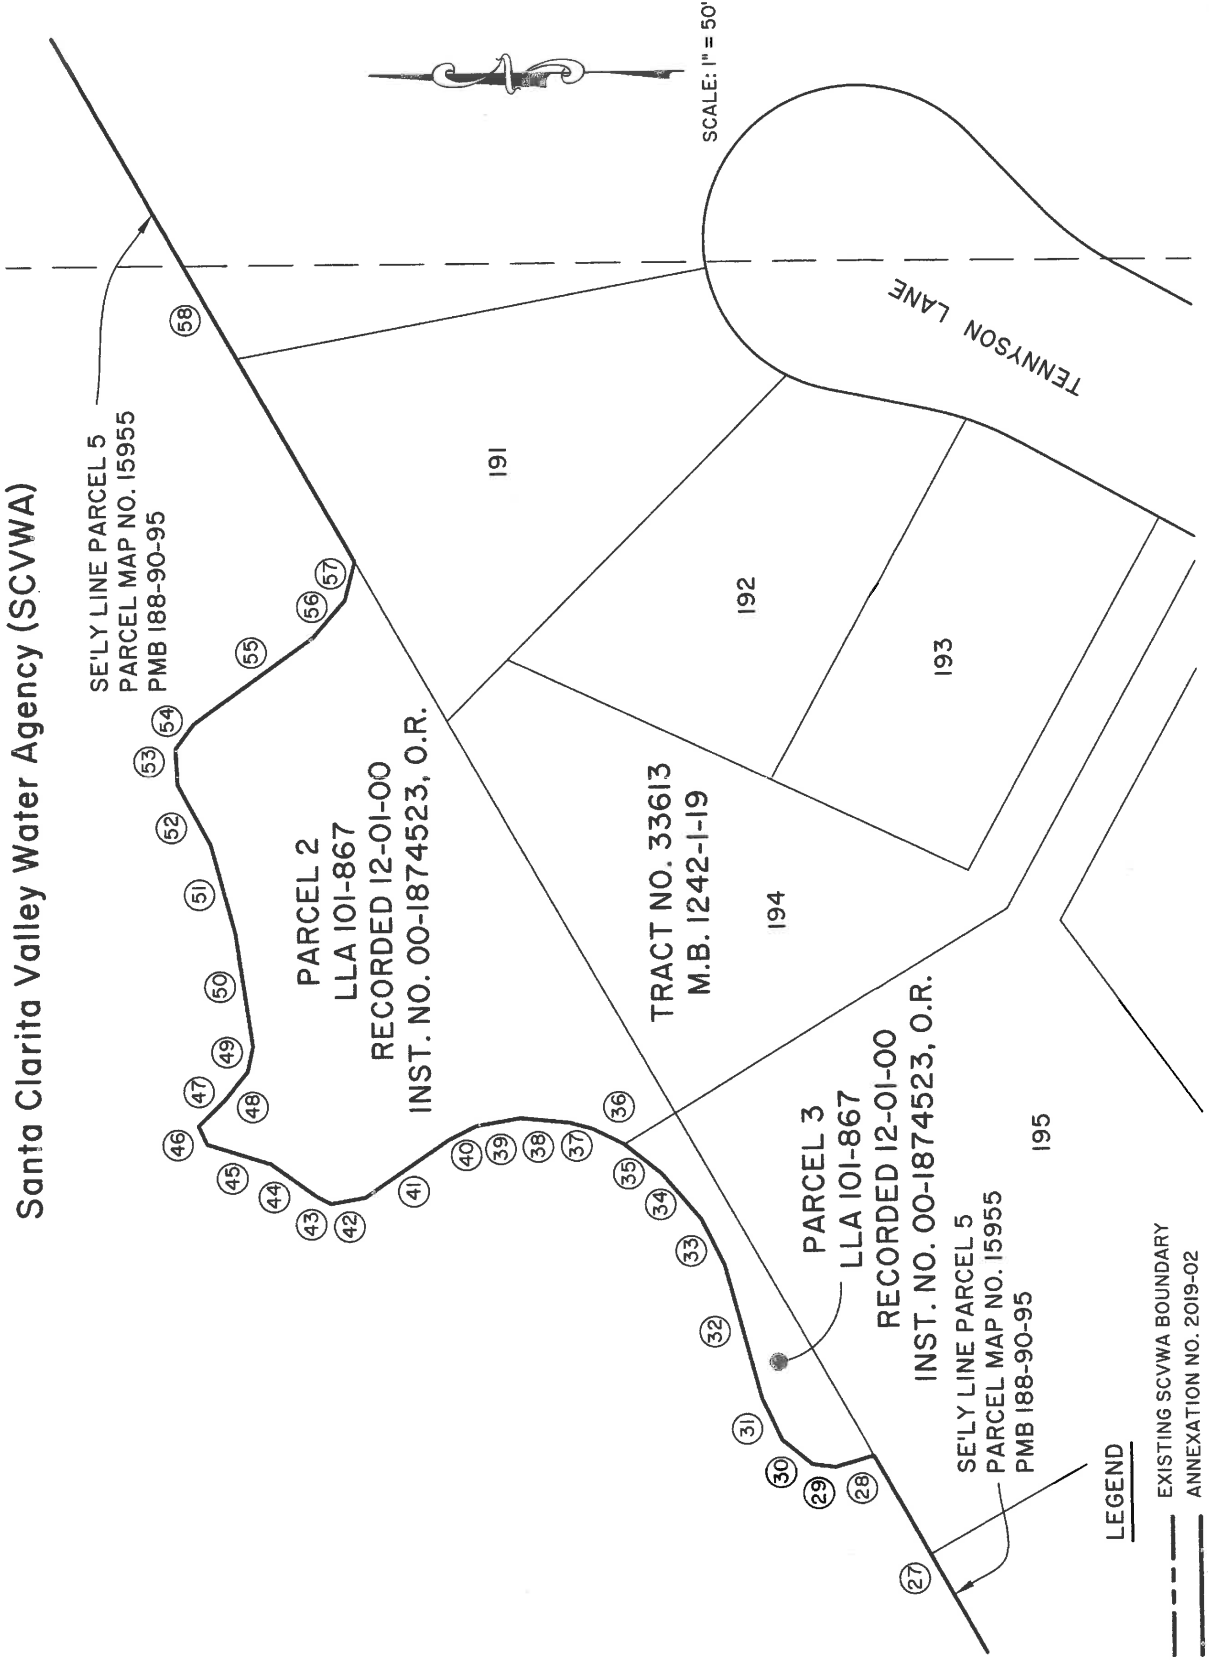 Santa Clarita Valley Water Agency (SCVWA)
SE'LY LINE PARCEL 5
PARCEL MAP NO. 15955
PMB 188-90-95
SCALE: 1" = 50'
58
57
56
55
54
53
52
51
50
49
48
47
46
45
44
43
42
41
40
39
38
37
36
35
34
33
32
31
30
29
28
27
PARCEL 2
LLA 101-867
RECORDED 12-01-00
INST. NO. 00-1874523, O.R.
191
192
193
194
195
TENNYSON LANE
TRACT NO. 33613
M.B. 1242-1-19
PARCEL 3
LLA 101-867
RECORDED 12-01-00
INST. NO. 00-1874523, O.R.
SE'LY LINE PARCEL 5
PARCEL MAP NO. 15955
PMB 188-90-95
LEGEND
EXISTING SCVWA BOUNDARY
ANNEXATION NO. 2019-02